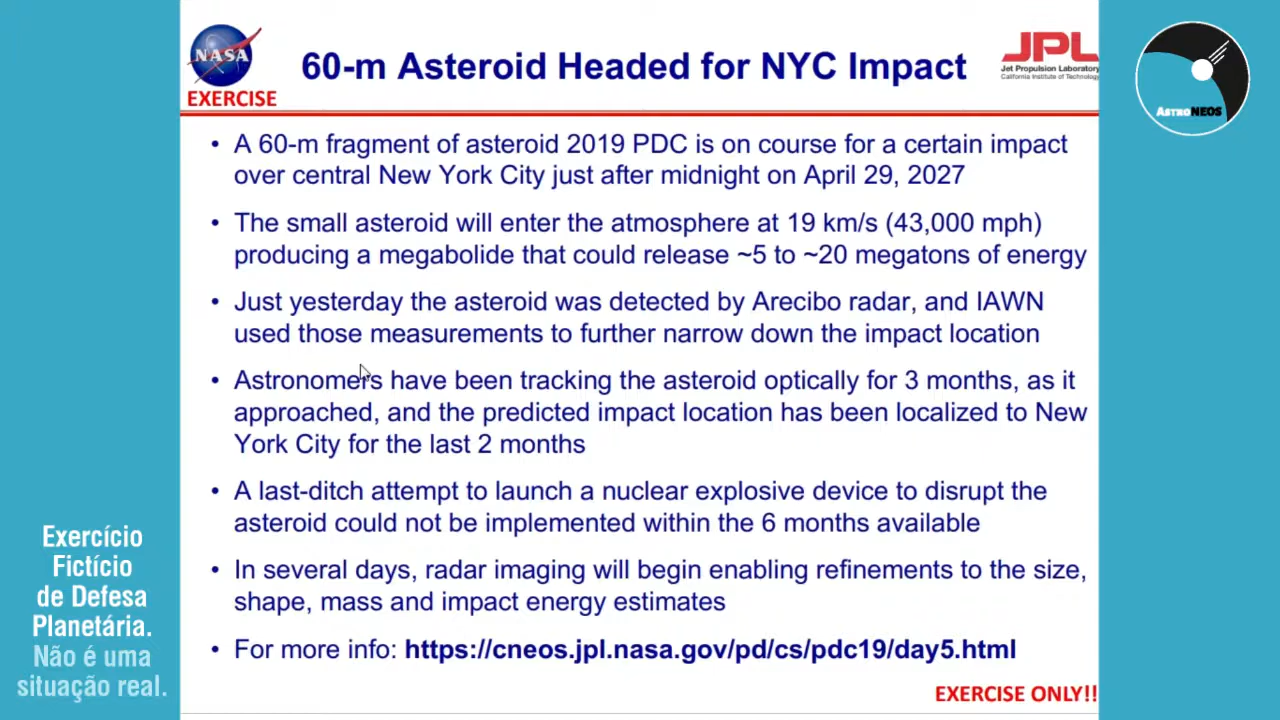 NASA
EXERCISE
60-m Asteroid Headed for NYC Impact
JPL
Jet Propulsion Laboratory
California Institute of Technology
ASTRONEOS
• A 60-m fragment of asteroid 2019 PDC is on course for a certain impact
over central New York City just after midnight on April 29, 2027
• The small asteroid will enter the atmosphere at 19 km/s (43,000 mph)
producing a megabolide that could release ~5 to ~20 megatons of energy
• Just yesterday the asteroid was detected by Arecibo radar, and IAWN
used those measurements to further narrow down the impact location
• Astronomers have been tracking the asteroid optically for 3 months, as it
approached, and the predicted impact location has been localized to New
York City for the last 2 months
• A last-ditch attempt to launch a nuclear explosive device to disrupt the
asteroid could not be implemented within the 6 months available
• In several days, radar imaging will begin enabling refinements to the size,
shape, mass and impact energy estimates
• For more info: https://cneos.jpl.nasa.gov/pd/cs/pdc19/day5.html
EXERCISE ONLY!!
Exercício
Fictício
de Defesa
Planetária.
Não é uma
situação real.